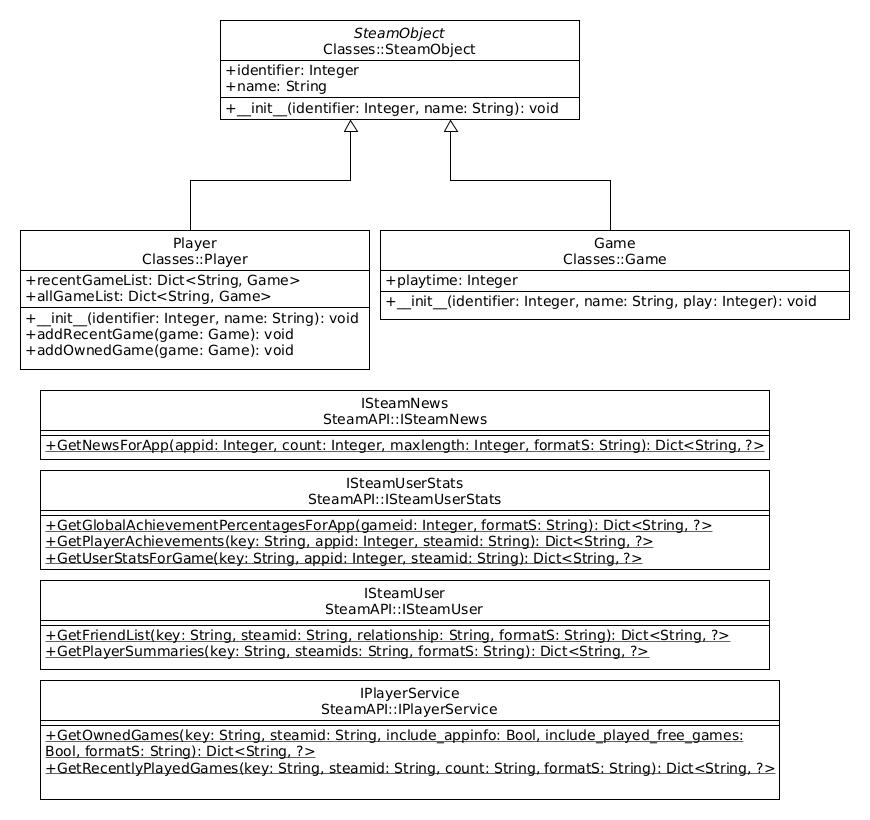 SteamObject
Classes::SteamObject
+identifier: Integer
+name: String
+__init__(identifier: Integer, name: String): void
Player
Classes::Player
+recentGameList: Dict<String, Game>
+allGameList: Dict<String, Game>
+__init__(identifier: Integer, name: String): void
+addRecentGame(game: Game): void
+addOwnedGame(game: Game): void
Game
Classes::Game
+playtime: Integer
+__init__(identifier: Integer, name: String, play: Integer): void
ISteamNews
SteamAPI::ISteamNews
+GetNewsForApp(appid: Integer, count: Integer, maxlength: Integer, formatS: String): Dict<String, ?>
ISteamUserStats
SteamAPI::ISteamUserStats
+GetGlobalAchievementPercentagesForApp(gameid: Integer, formatS: String): Dict<String, ?>
+GetPlayerAchievements(key: String, appid: Integer, steamid: String): Dict<String, ?>
+GetUserStatsForGame(key: String, appid: Integer, steamid: String): Dict<String, ?>
ISteamUser
SteamAPI::ISteamUser
+GetFriendList(key: String, steamid: String, relationship: String, formatS: String): Dict<String, ?>
+GetPlayerSummaries(key: String, steamids: String, formatS: String): Dict<String, ?>
IPlayerService
SteamAPI::IPlayerService
+GetOwnedGames(key: String, steamid: String, include_appinfo: Bool, include_played_free_games:
Bool, formatS: String): Dict<String, ?>
+GetRecentlyPlayedGames(key: String, steamid: String, count: String, formatS: String): Dict<String, ?>